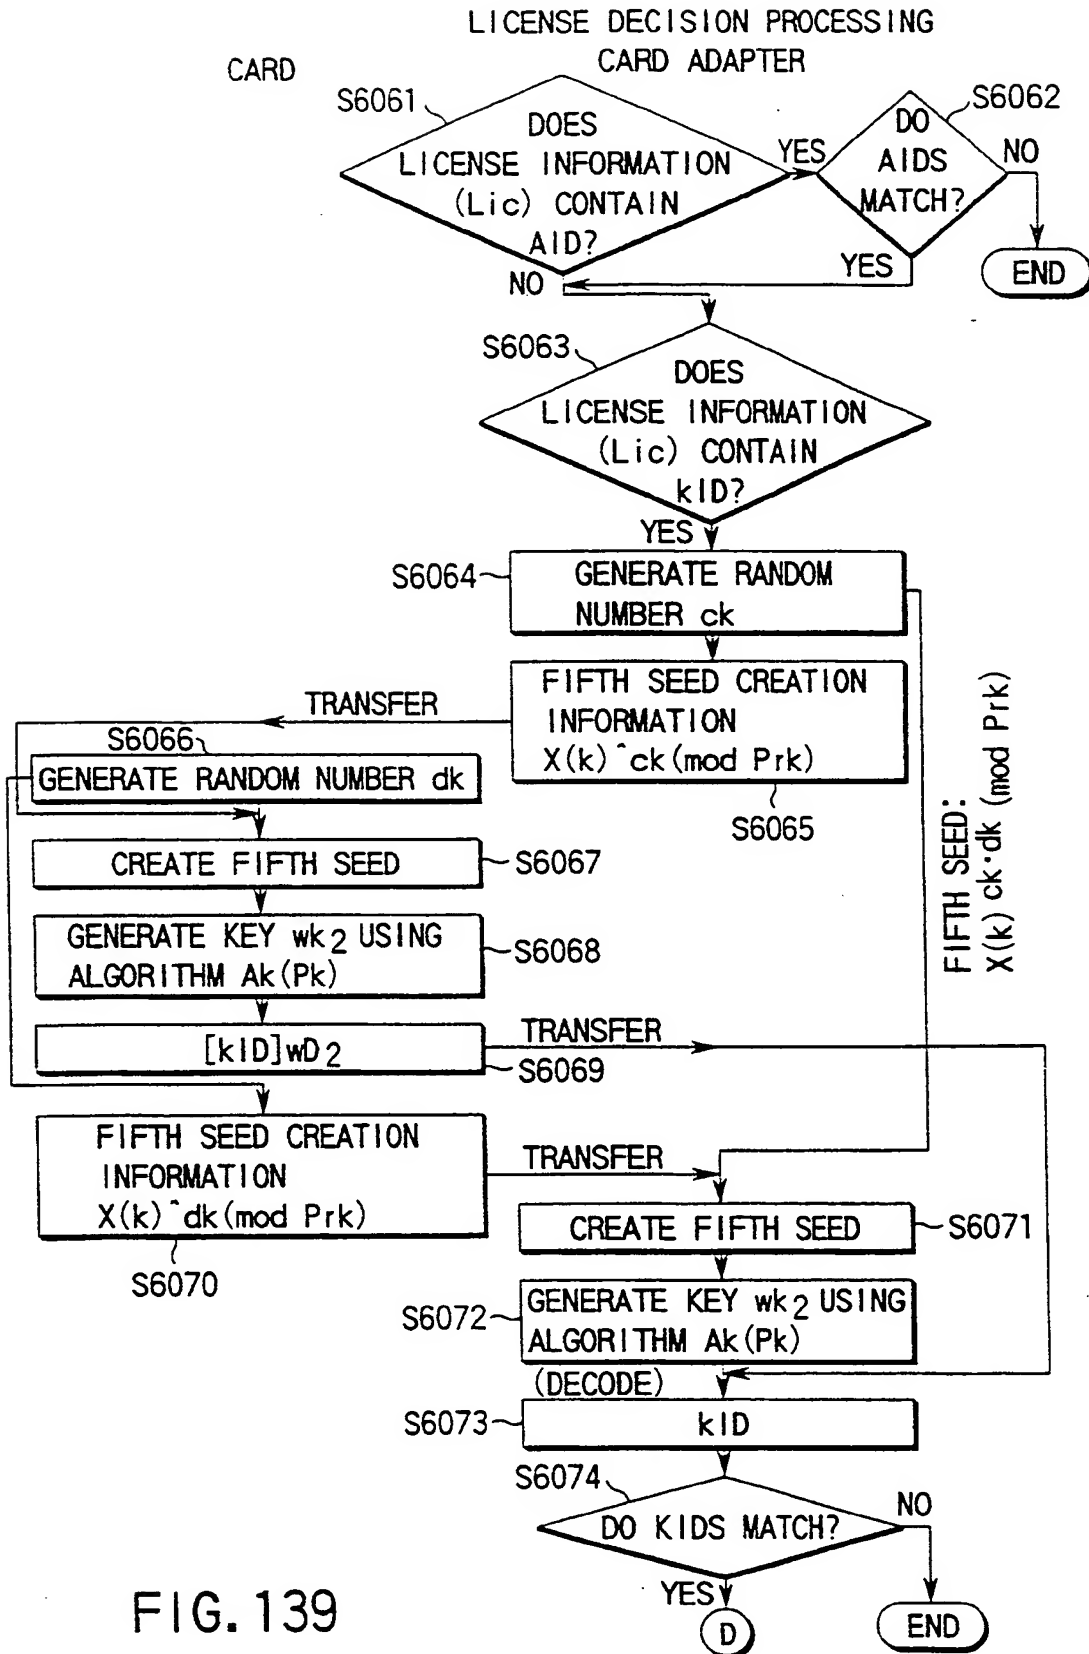 LICENSE DECISION PROCESSING
CARD ADAPTER
CARD
S6061
DOES
LICENSE INFORMATION
(Lic) CONTAIN
AID?
YES
S6062
DO
AIDS
MATCH?
NO
END
YES
NO
S6063
DOES
LICENSE INFORMATION
(Lic) CONTAIN
kID?
YES
S6064
GENERATE RANDOM
NUMBER ck
FIFTH SEED CREATION
INFORMATION
X(k)^ck(mod Prk)
S6065
TRANSFER
S6066
GENERATE RANDOM NUMBER dk
CREATE FIFTH SEED
S6067
GENERATE KEY wk2 USING
ALGORITHM Ak(Pk)
S6068
[kID]wD2
S6069
TRANSFER
FIFTH SEED:
X(k)^ck·dk (mod Prk)
FIFTH SEED CREATION
INFORMATION
X(k)^dk(mod Prk)
S6070
TRANSFER
CREATE FIFTH SEED
S6071
S6072
GENERATE KEY wk2 USING
ALGORITHM Ak(Pk)
(DECODE)
S6073
kID
S6074
DO KIDS MATCH?
NO
YES
D
END
FIG. 139